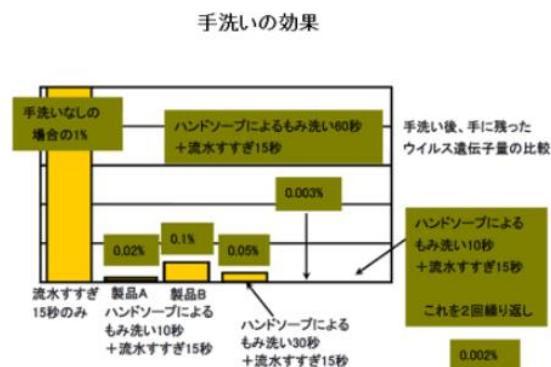 手洗いの効果
手洗いなしの
場合の1%
ハンドソープによるもみ洗い60秒
＋流水すすぎ15秒
手洗い後、手に残った
ウイルス遺伝子量の比較
0.003%
0.02%
0.1%
0.05%
ハンドソープによる
もみ洗い10秒
＋流水すすぎ15秒
これを２回繰り返し
0.002%
流水すすぎ
15秒のみ
製品A
製品B
ハンドソープによる
もみ洗い10秒
＋流水すすぎ15秒
ハンドソープによる
もみ洗い30秒
＋流水すすぎ15秒